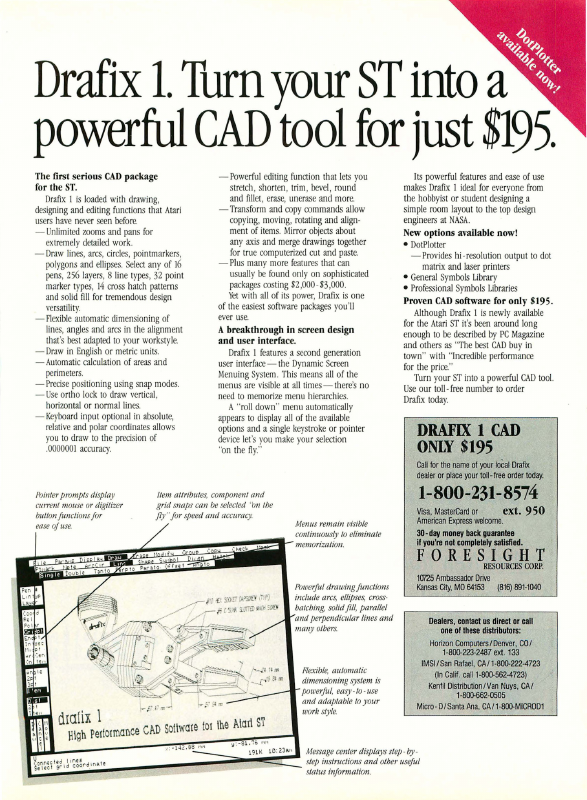 DotPlotter
available now!
Drafix 1. Turn your ST into a
powerful CAD tool for just $195.
The first serious CAD package
for the ST.
Drafix 1 is loaded with drawing,
designing and editing functions that Atari
users have never seen before.
—Unlimited zooms and pans for
extremely detailed work.
—Draw lines, arcs, circles, pointmarkers,
polygons and ellipses. Select any of 16
pens, 256 layers, 8 line types, 32 point
marker types, 14 cross hatch patterns
and solid fill for tremendous design
versatility.
—Flexible automatic dimensioning of
lines, angles and arcs in the alignment
that's best adapted to your workstyle.
—Draw in English or metric units.
—Automatic calculation of areas and
perimeters.
—Precise positioning using snap modes.
—Use ortho lock to draw vertical,
horizontal or normal lines.
—Keyboard input optional in absolute,
relative and polar coordinates allows
you to draw to the precision of
.0000001 accuracy.
—Powerful editing function that lets you
stretch, shorten, trim, bevel, round
and fillet, erase, unerase and more.
—Transform and copy commands allow
copying, moving, rotating and align-
ment of items. Mirror objects about
any axis and merge drawings together
for true computerized cut and paste.
—Plus many more features that can
usually be found only on sophisticated
packages costing $2,000-$3,000.
Yet with all of its power, Drafix is one
of the easiest software packages you'll
ever use.
A breakthrough in screen design
and user interface.
Drafix 1 features a second generation
user interface—the Dynamic Screen
Menuing System. This means all of the
menus are visible at all times—there's no
need to memorize menu hierarchies.
A "roll down" menu automatically
appears to display all of the available
options and a single keystroke or pointer
device let's you make your selection
"on the fly."
Its powerful features and ease of use
makes Drafix 1 ideal for everyone from
the hobbyist or student designing a
simple room layout to the top design
engineers at NASA.
New options available now!
• DotPlotter
—Provides hi-resolution output to dot
matrix and laser printers
• General Symbols Library
• Professional Symbols Libraries
Proven CAD software for only $195.
Although Drafix 1 is newly available
for the Atari ST it's been around long
enough to be described by PC Magazine
and others as "The best CAD buy in
town" with "Incredible performance
for the price."
Turn your ST into a powerful CAD tool.
Use our toll-free number to order
Drafix today.
DRAFIX 1 CAD
ONLY $195
Call for the name of your local Drafix
dealer or place your toll-free order today.
1-800-231-8574
Visa, MasterCard or ext. 950
American Express welcome.
30-day money back guarantee
if you're not completely satisfied.
FORESIGHT
RESOURCES CORP.
10725 Ambassador Drive
Kansas City, MO 64153 (816) 891-1040
Dealers, contact us direct or call
one of these distributors:
Horizon Computers/Denver, CO/
1-800-223-2487 ext. 133
IMSI/San Rafael, CA/1-800-222-4723
(In Calif. call 1-800-562-4723)
Kentil Distribution/Van Nuys, CA/
1-800-662-0505
Micro-D/Santa Ana, CA/1-800-MICROD1
Pointer prompts display
current mouse or digitizer
button functions for
ease of use.
Item attributes, component and
grid snaps can be selected "on the
fly" for speed and accuracy.
Menus remain visible
continuously to eliminate
memorization.
Powerful drawing functions
include arcs, ellipses, cross-
hatching, solid fill, parallel
and perpendicular lines and
many others.
Flexible, automatic
dimensioning system is
powerful, easy-to-use
and adaptable to your
work style.
Message center displays step-by-
step instructions and other useful
status information.
drafix
drafix 1
High Performance CAD Software for the Atari ST
Connected lines
Select grid coordinate
191K 10:23